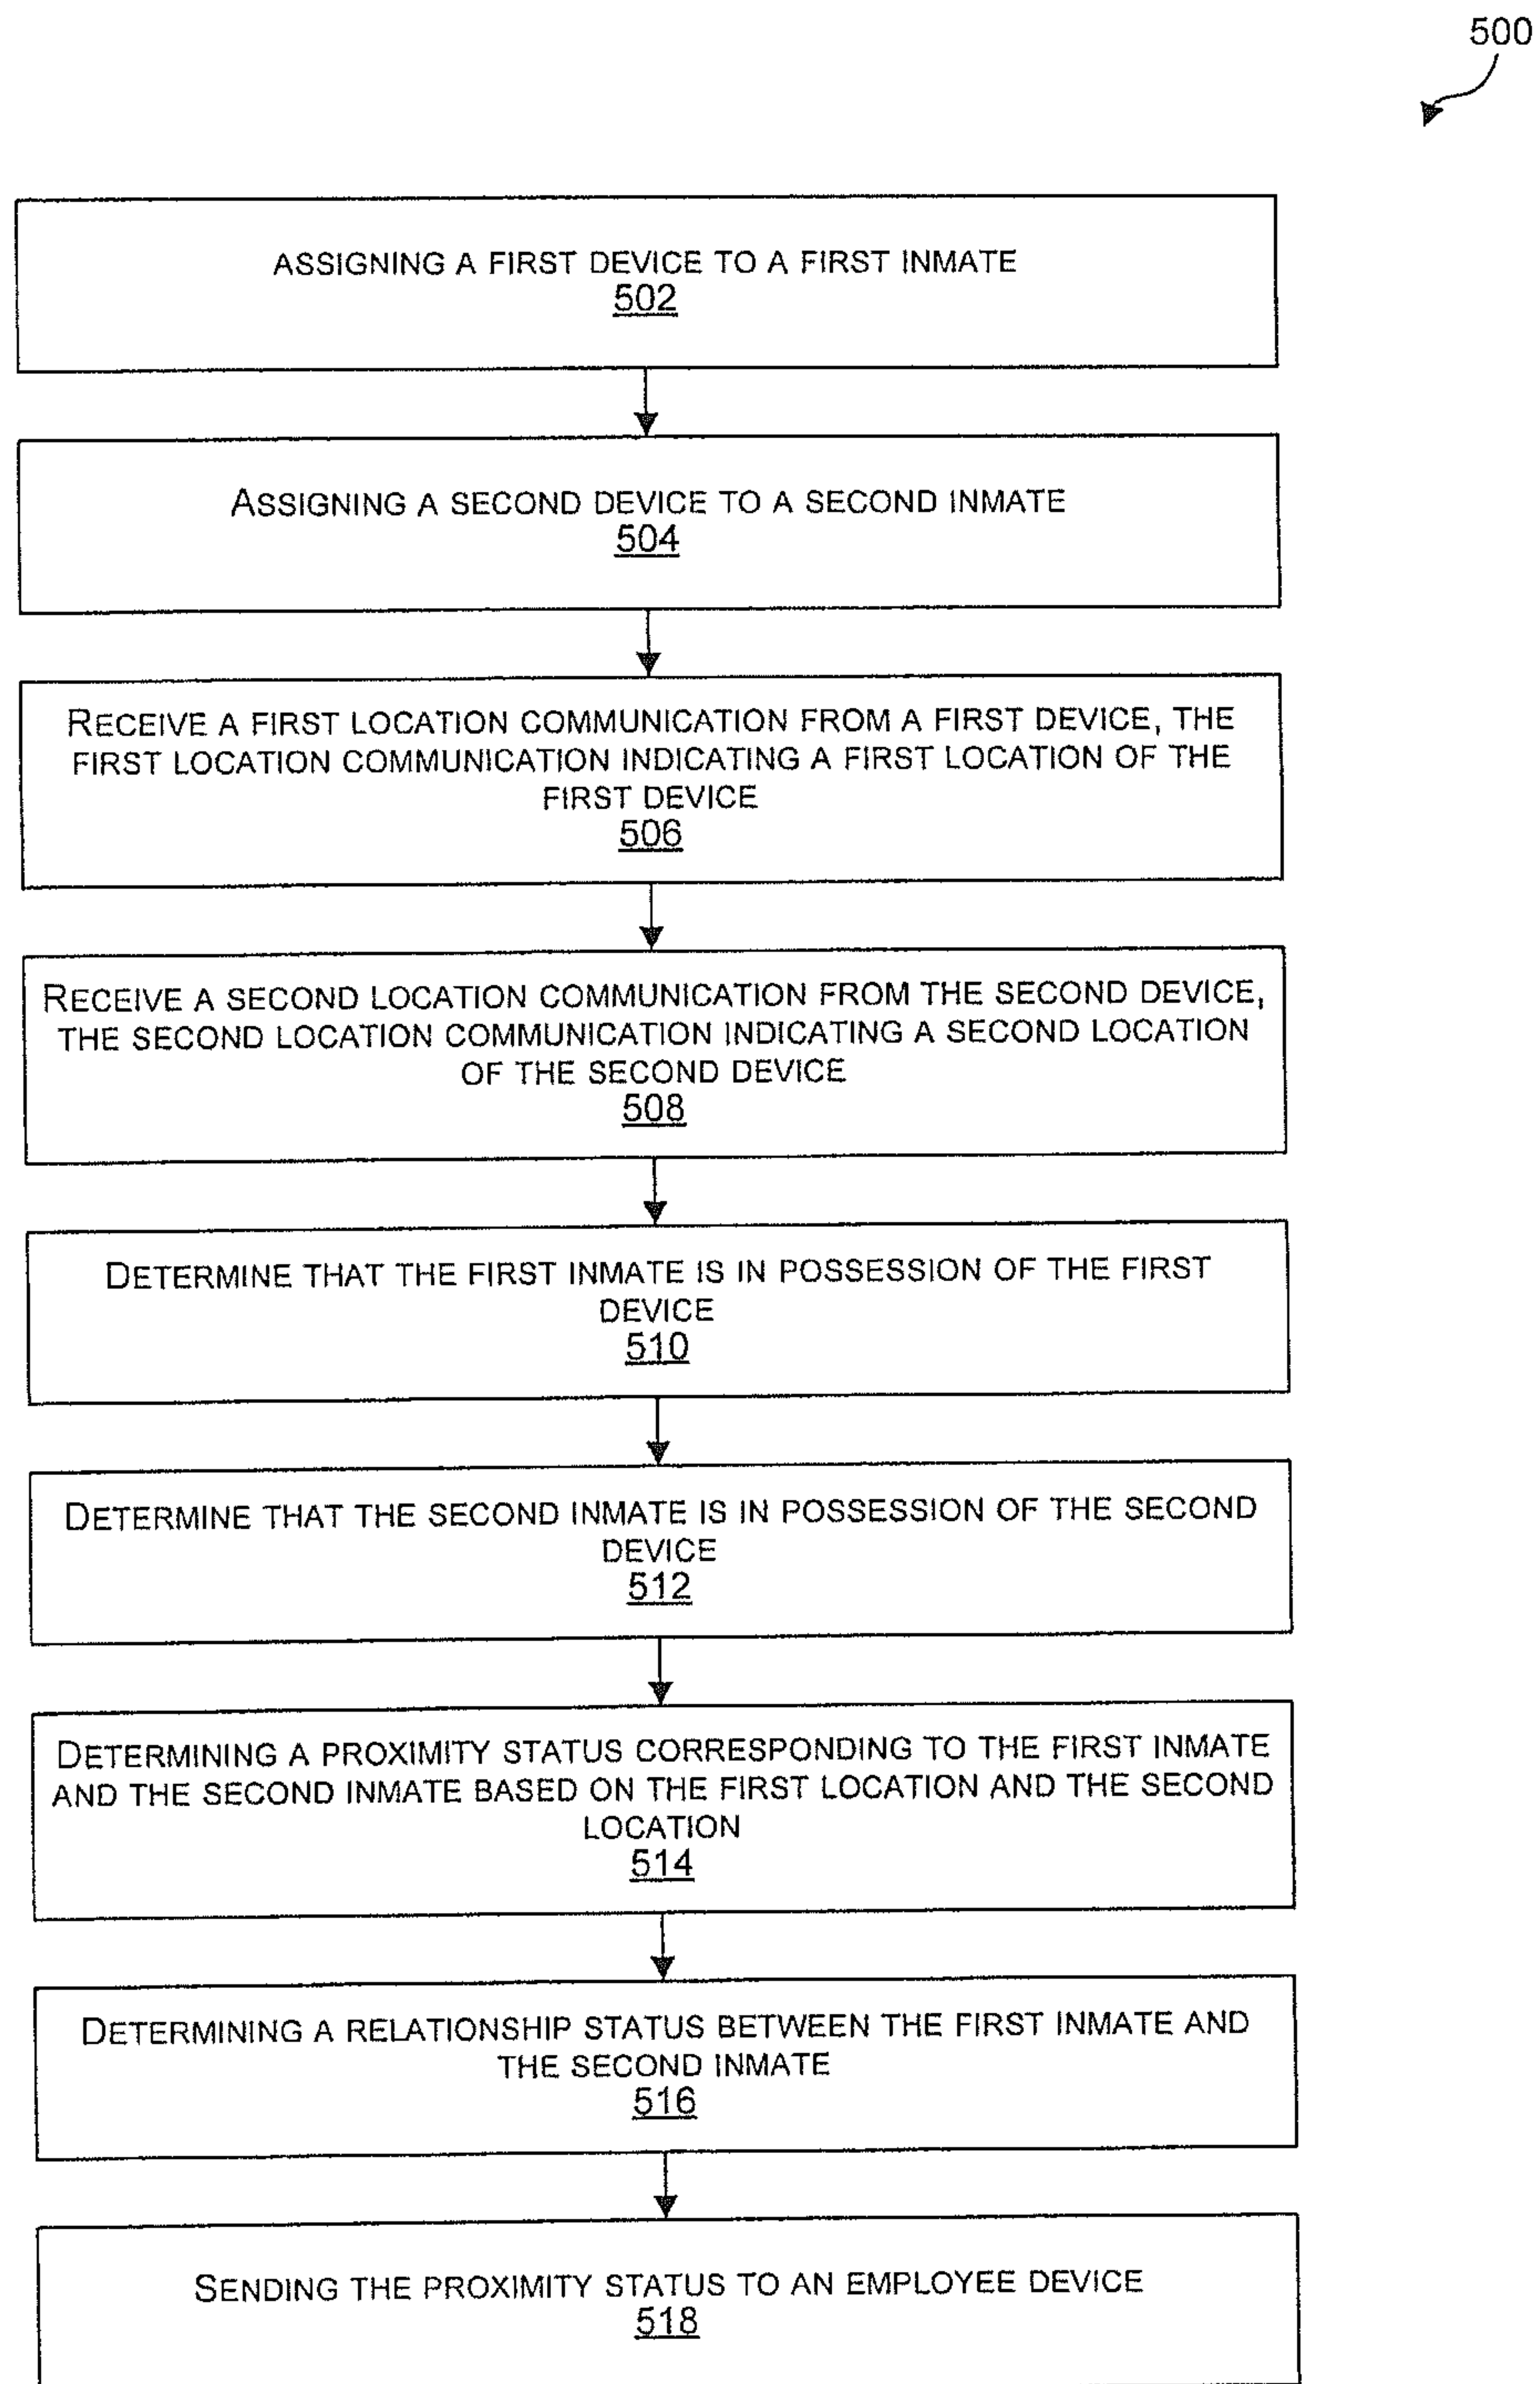 500
ASSIGNING A FIRST DEVICE TO A FIRST INMATE
502
ASSIGNING A SECOND DEVICE TO A SECOND INMATE
504
RECEIVE A FIRST LOCATION COMMUNICATION FROM A FIRST DEVICE, THE
FIRST LOCATION COMMUNICATION INDICATING A FIRST LOCATION OF THE
FIRST DEVICE
506
RECEIVE A SECOND LOCATION COMMUNICATION FROM THE SECOND DEVICE,
THE SECOND LOCATION COMMUNICATION INDICATING A SECOND LOCATION
OF THE SECOND DEVICE
508
DETERMINE THAT THE FIRST INMATE IS IN POSSESSION OF THE FIRST
DEVICE
510
DETERMINE THAT THE SECOND INMATE IS IN POSSESSION OF THE SECOND
DEVICE
512
DETERMINING A PROXIMITY STATUS CORRESPONDING TO THE FIRST INMATE
AND THE SECOND INMATE BASED ON THE FIRST LOCATION AND THE SECOND
LOCATION
514
DETERMINING A RELATIONSHIP STATUS BETWEEN THE FIRST INMATE AND
THE SECOND INMATE
516
SENDING THE PROXIMITY STATUS TO AN EMPLOYEE DEVICE
518